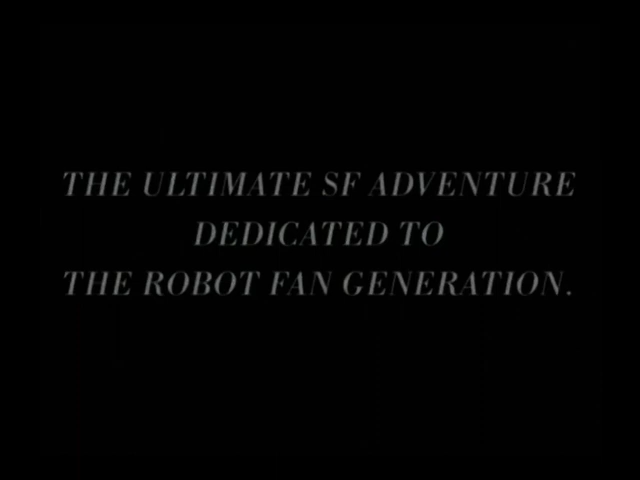 THE ULTIMATE SF ADVENTURE
DEDICATED TO
THE ROBOT FAN GENERATION.